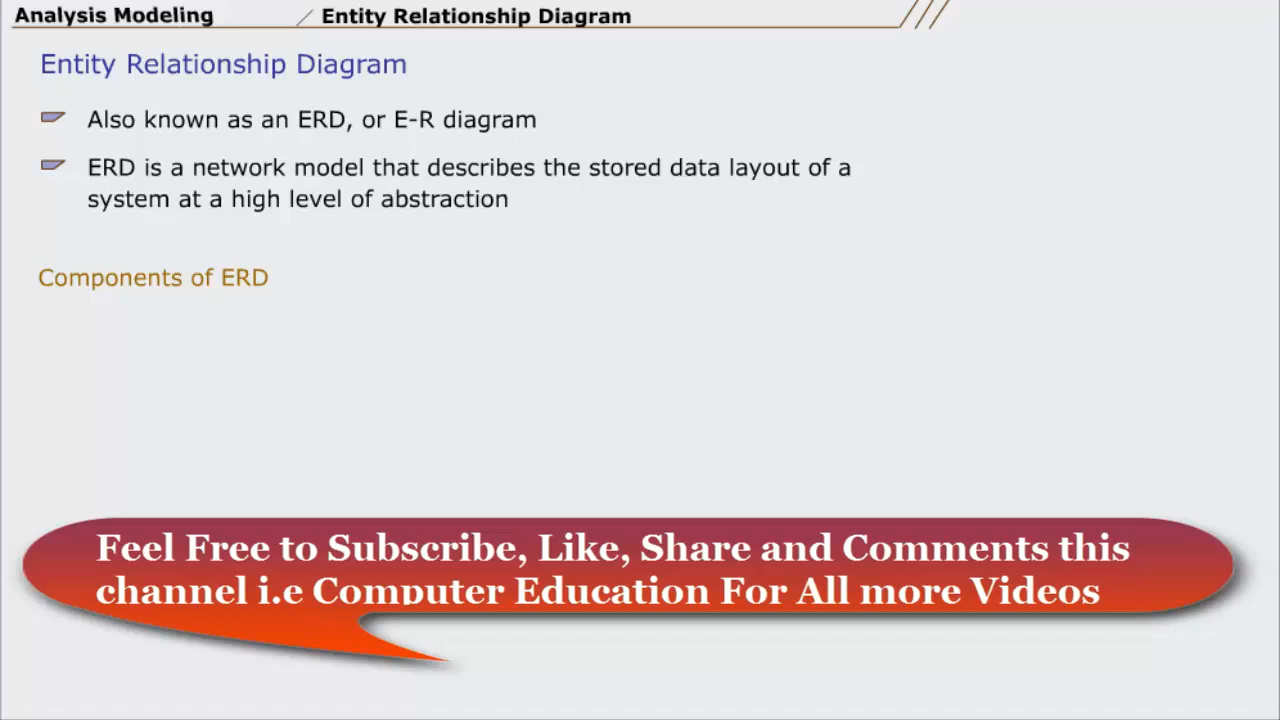 Analysis Modeling
Entity Relationship Diagram
Entity Relationship Diagram
Also known as an ERD, or E-R diagram
ERD is a network model that describes the stored data layout of a
system at a high level of abstraction
Components of ERD
Feel Free to Subscribe, Like, Share and Comments this
channel i.e Computer Education For All more Videos